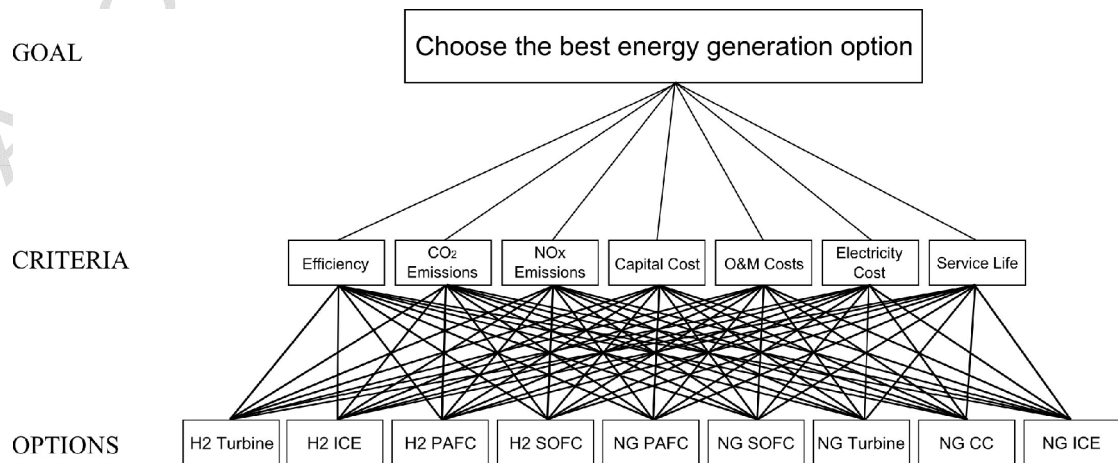 GOAL
Choose the best energy generation option
CRITERIA
Efficiency
CO₂
Emissions
NOx
Emissions
Capital Cost
O&M Costs
Electricity
Cost
Service Life
OPTIONS
H2 Turbine
H2 ICE
H2 PAFC
H2 SOFC
NG PAFC
NG SOFC
NG Turbine
NG CC
NG ICE